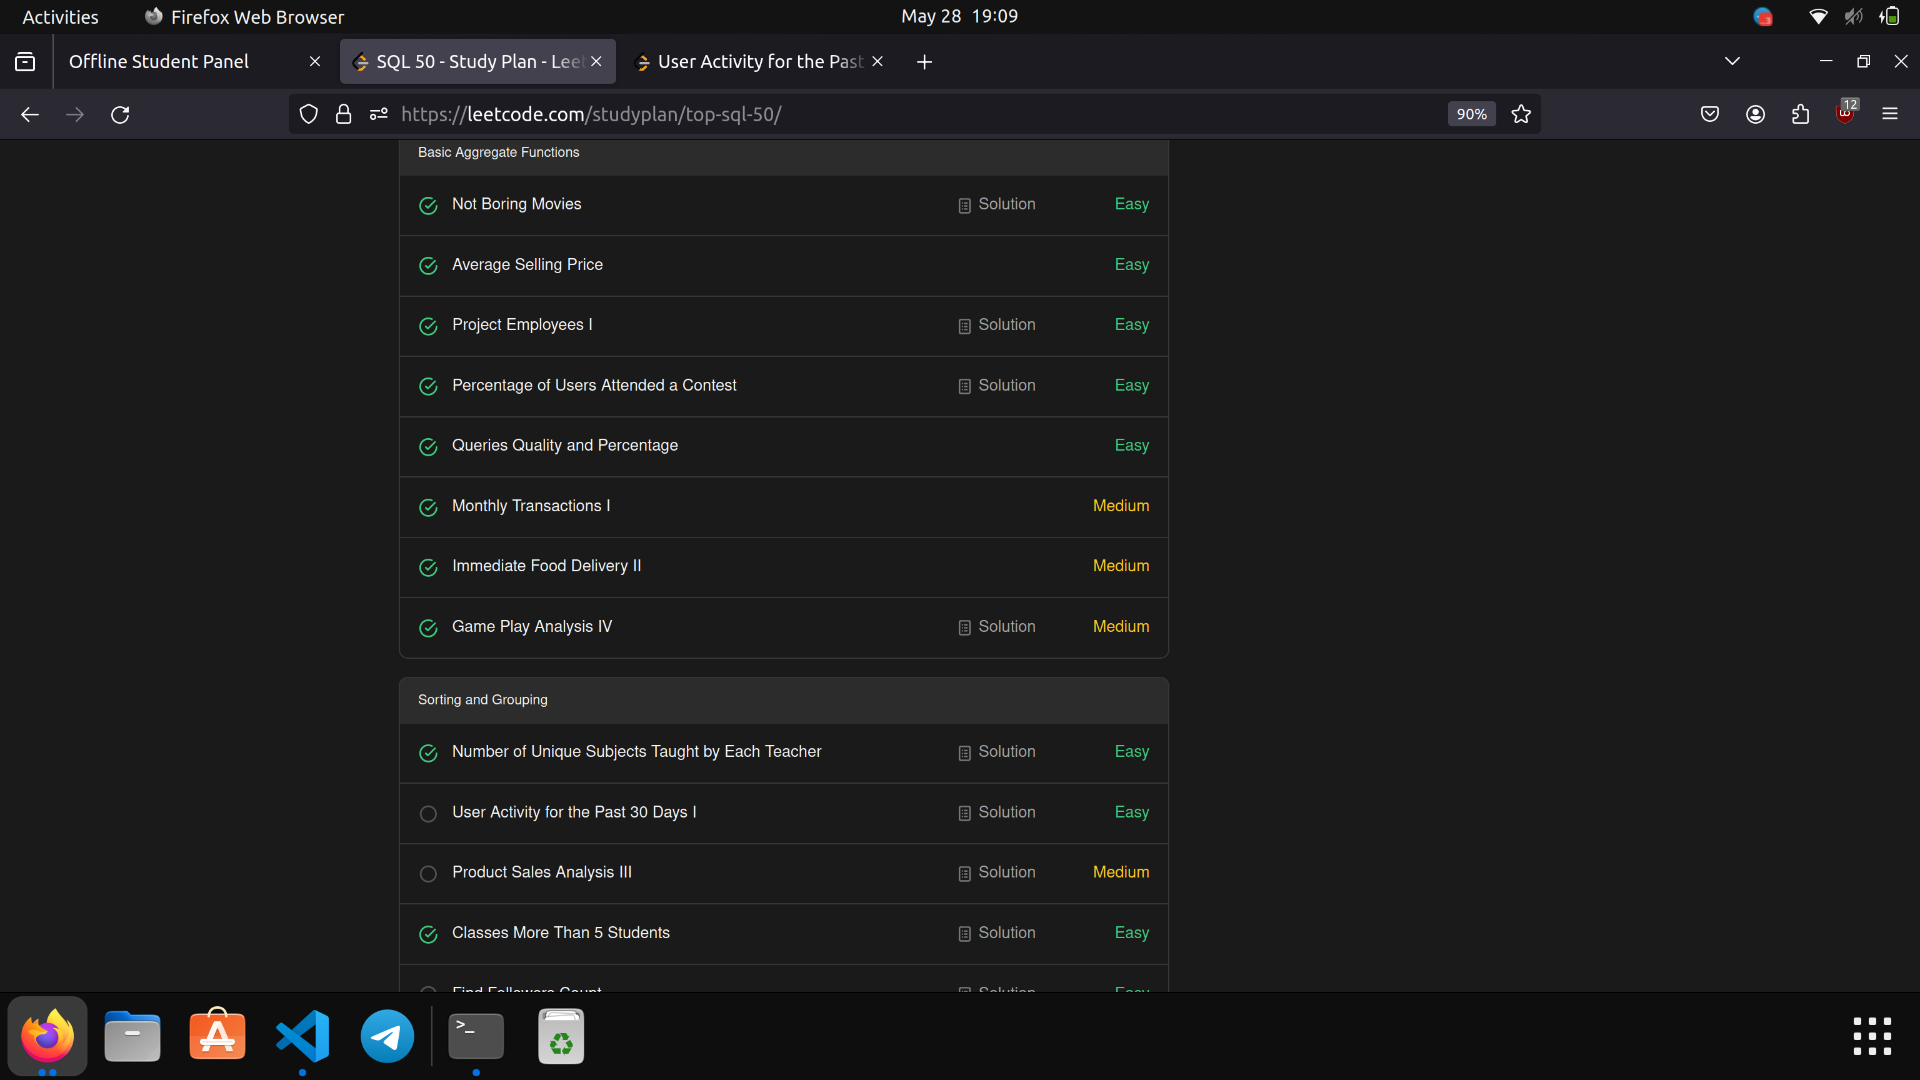 Activities Firefox Web Browser May 28 19:09
Offline Student Panel SQL 50 - Study Plan - Leet User Activity for the Past
https://leetcode.com/studyplan/top-sql-50/ 90% 12
Basic Aggregate Functions
Not Boring Movies Solution Easy
Average Selling Price Easy
Project Employees I Solution Easy
Percentage of Users Attended a Contest Solution Easy
Queries Quality and Percentage Easy
Monthly Transactions I Medium
Immediate Food Delivery II Medium
Game Play Analysis IV Solution Medium
Sorting and Grouping
Number of Unique Subjects Taught by Each Teacher Solution Easy
User Activity for the Past 30 Days I Solution Easy
Product Sales Analysis III Solution Medium
Classes More Than 5 Students Solution Easy
Find Followers Count Solution Easy